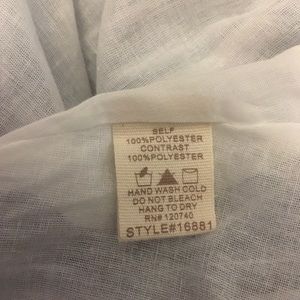 SELF
100%POLYESTER
CONTRAST
100%POLYESTER
HAND WASH COLD
DO NOT BLEACH
HANG TO DRY
RN# 120740
STYLE#16881